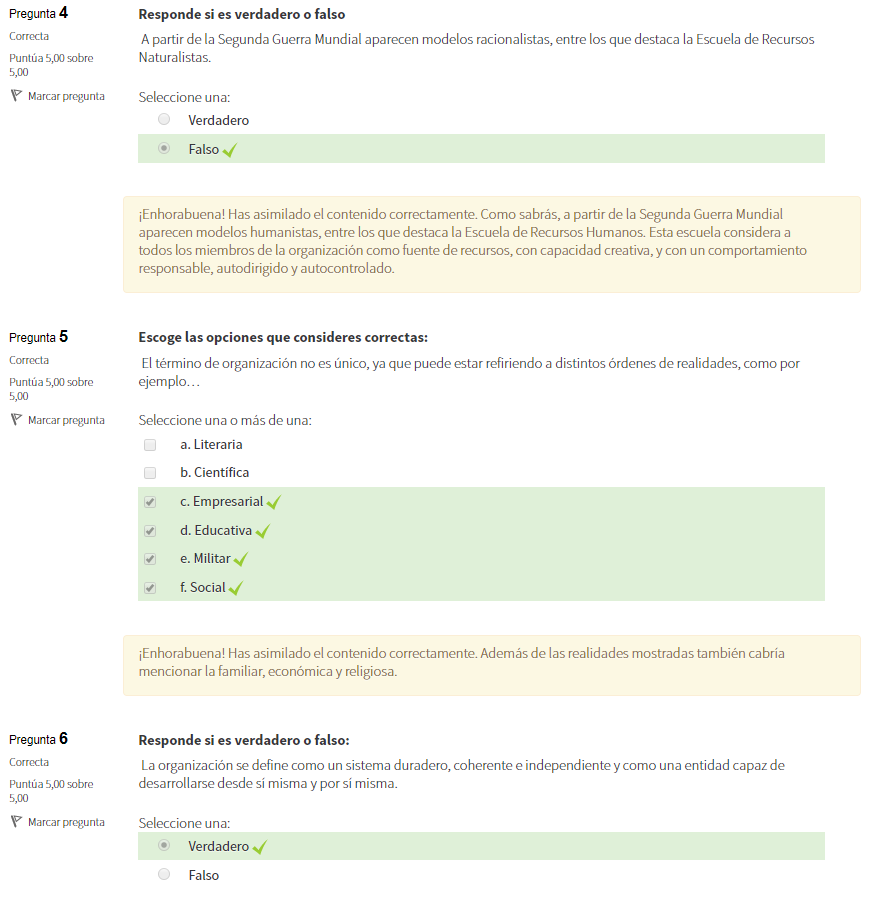 Pregunta 4
Correcta
Puntúa 5,00 sobre
5,00
Marcar pregunta
Responde si es verdadero o falso
A partir de la Segunda Guerra Mundial aparecen modelos racionalistas, entre los que destaca la Escuela de Recursos
Naturalistas.
Seleccione una:
Verdadero
Falso
¡Enhorabuena! Has asimilado el contenido correctamente. Como sabrás, a partir de la Segunda Guerra Mundial
aparecen modelos humanistas, entre los que destaca la Escuela de Recursos Humanos. Esta escuela considera a
todos los miembros de la organización como fuente de recursos, con capacidad creativa, y con un comportamiento
responsable, autodirigido y autocontrolado.
Pregunta 5
Correcta
Puntúa 5,00 sobre
5,00
Marcar pregunta
Escoge las opciones que consideres correctas:
El término de organización no es único, ya que puede estar refiriendo a distintos órdenes de realidades, como por
ejemplo…
Seleccione una o más de una:
a. Literaria
b. Científica
c. Empresarial
d. Educativa
e. Militar
f. Social
¡Enhorabuena! Has asimilado el contenido correctamente. Además de las realidades mostradas también cabría
mencionar la familiar, económica y religiosa.
Pregunta 6
Correcta
Puntúa 5,00 sobre
5,00
Marcar pregunta
Responde si es verdadero o falso:
La organización se define como un sistema duradero, coherente e independiente y como una entidad capaz de
desarrollarse desde sí misma y por sí misma.
Seleccione una:
Verdadero
Falso